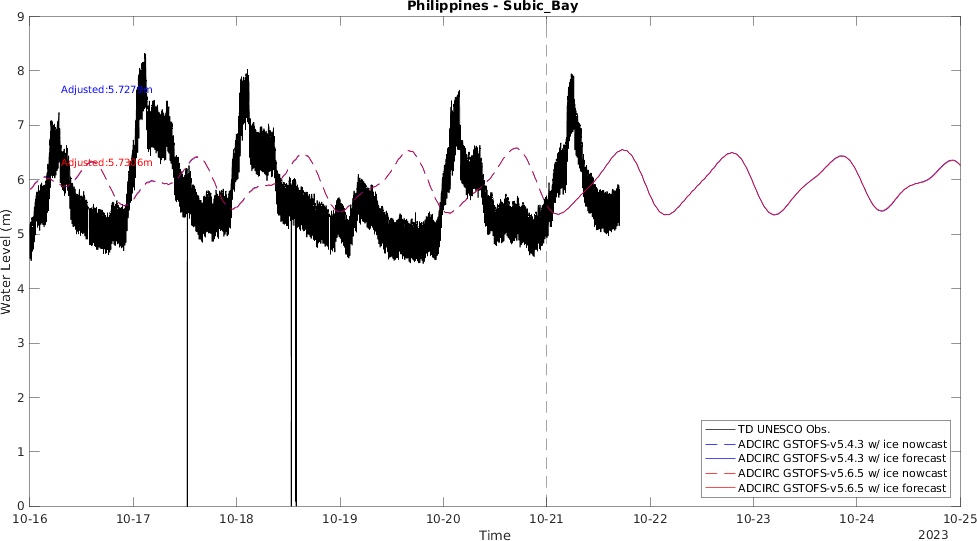 Philippines - Subic_Bay
9
8
7
6
5
4
3
2
1
0
Water Level (m)
Adjusted:5.727
Adjusted:5.73
TD UNESCO Obs.
ADCIRC GSTOFS-v5.4.3 w/ ice nowcast
ADCIRC GSTOFS-v5.4.3 w/ ice forecast
ADCIRC GSTOFS-v5.6.5 w/ ice nowcast
ADCIRC GSTOFS-v5.6.5 w/ ice forecast
10-16 10-17 10-18 10-19 10-20 10-21 10-22 10-23 10-24 10-25
Time
2023